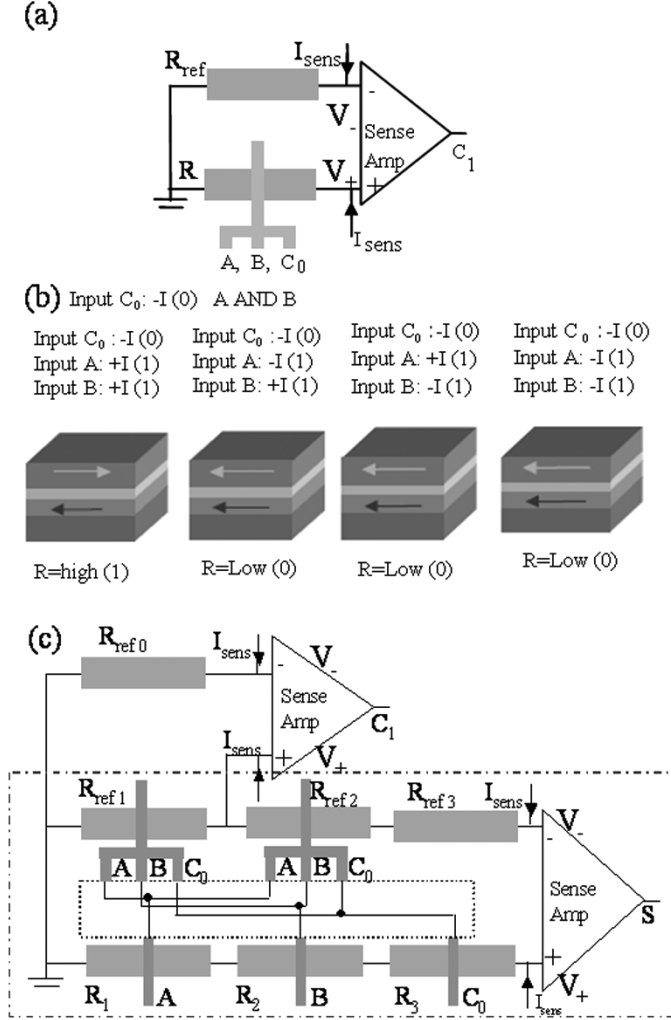 (a)
R_ref I_sens
V_-
-
Sense
Amp
C_1
R V_+
+
I_sens
A, B, C_0
(b) Input C_0: -I (0) A AND B
Input C_0 :-I (0)
Input A: +I (1)
Input B: +I (1)
Input C_0 :-I (0)
Input A: -I (1)
Input B: +I (1)
Input C_0 :-I (0)
Input A: +I (1)
Input B: -I (1)
Input C_0 :-I (0)
Input A: -I (1)
Input B: -I (1)
R=high (1)
R=Low (0)
R=Low (0)
R=Low (0)
(c)
R_ref 0 I_sens
-
V_-
Sense
Amp
C_1
I_sens
+
V_+
R_ref 1 R_ref 2 R_ref 3 I_sens
V_-
-
A B C_0 A B C_0
Sense
Amp
S
+
V_+
R_1 A R_2 B R_3 C_0 I_sens